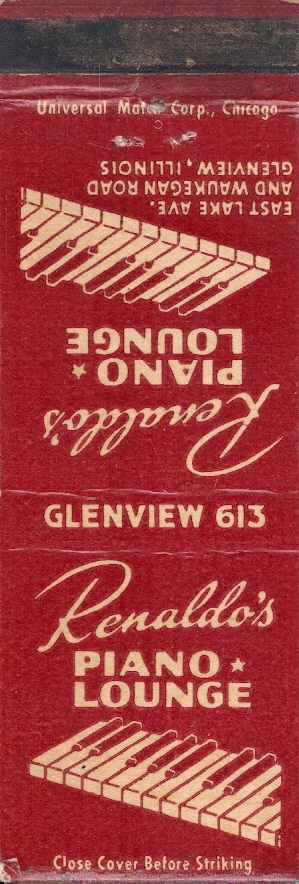 Universal Match Corp., Chicago
EAST LAKE AVE.
AND WAUKEGAN ROAD
GLENVIEW, ILLINOIS
Renaldo's
PIANO ★
LOUNGE
GLENVIEW 613
Renaldo's
PIANO ★
LOUNGE
Close Cover Before Striking